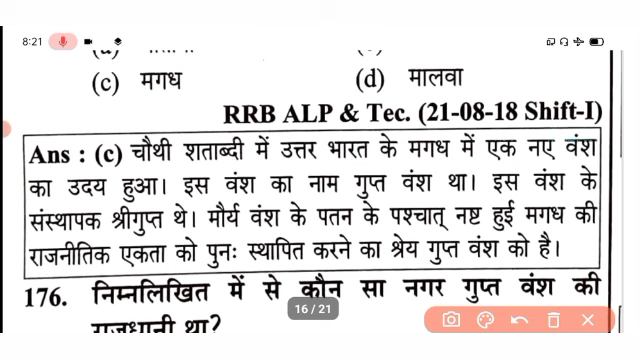 8:21
(c) मगध (d) मालवा
RRB ALP & Tec. (21-08-18 Shift-I)
Ans : (c) चौथी शताब्दी में उत्तर भारत के मगध में एक नए वंश
का उदय हुआ। इस वंश का नाम गुप्त वंश था। इस वंश के
संस्थापक श्रीगुप्त थे। मौर्य वंश के पतन के पश्चात् नष्ट हुई मगध की
राजनीतिक एकता को पुनः स्थापित करने का श्रेय गुप्त वंश को है।
176. निम्नलिखित में से कौन सा नगर गुप्त वंश की
16 / 21
राजधानी था?